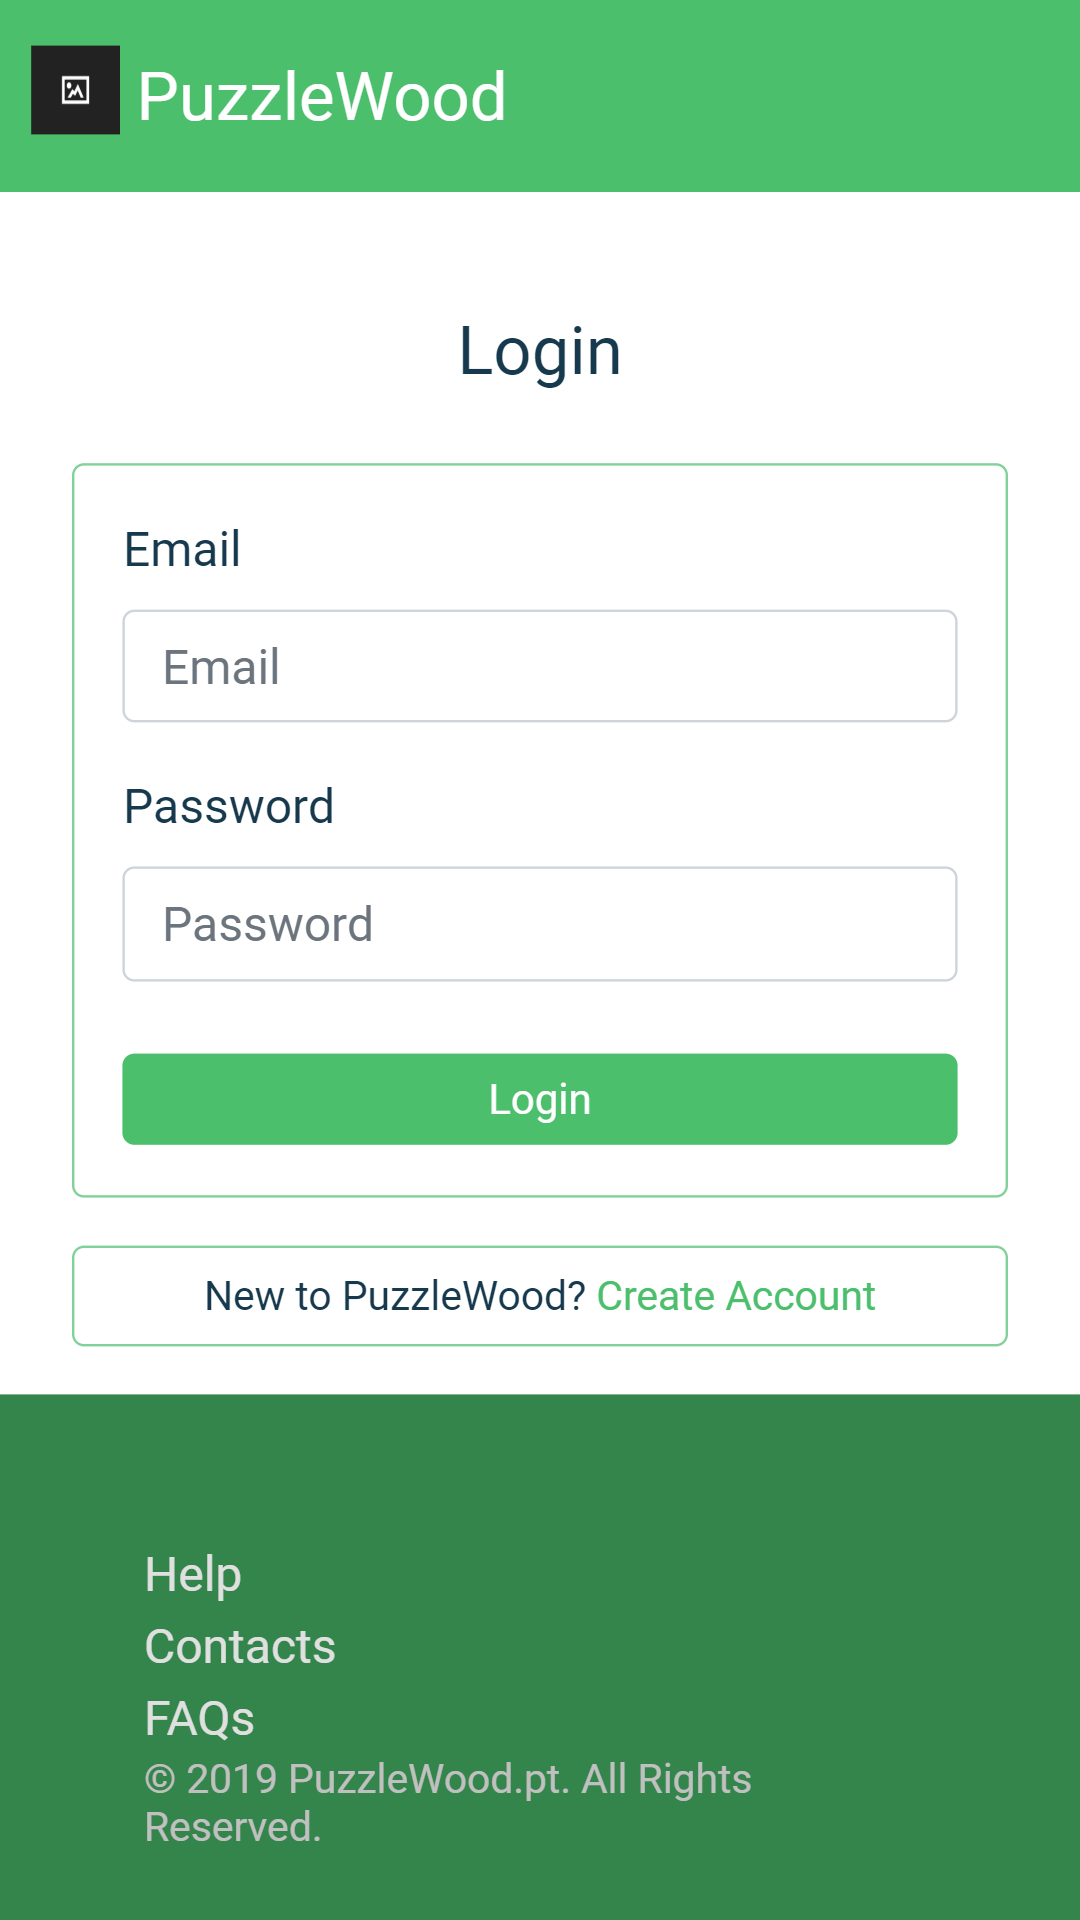 PuzzleWood
Login
Email
Email
Password
Password
Login
New to PuzzleWood? Create Account
Help
Contacts
FAQs
© 2019 PuzzleWood.pt. All Rights
Reserved.